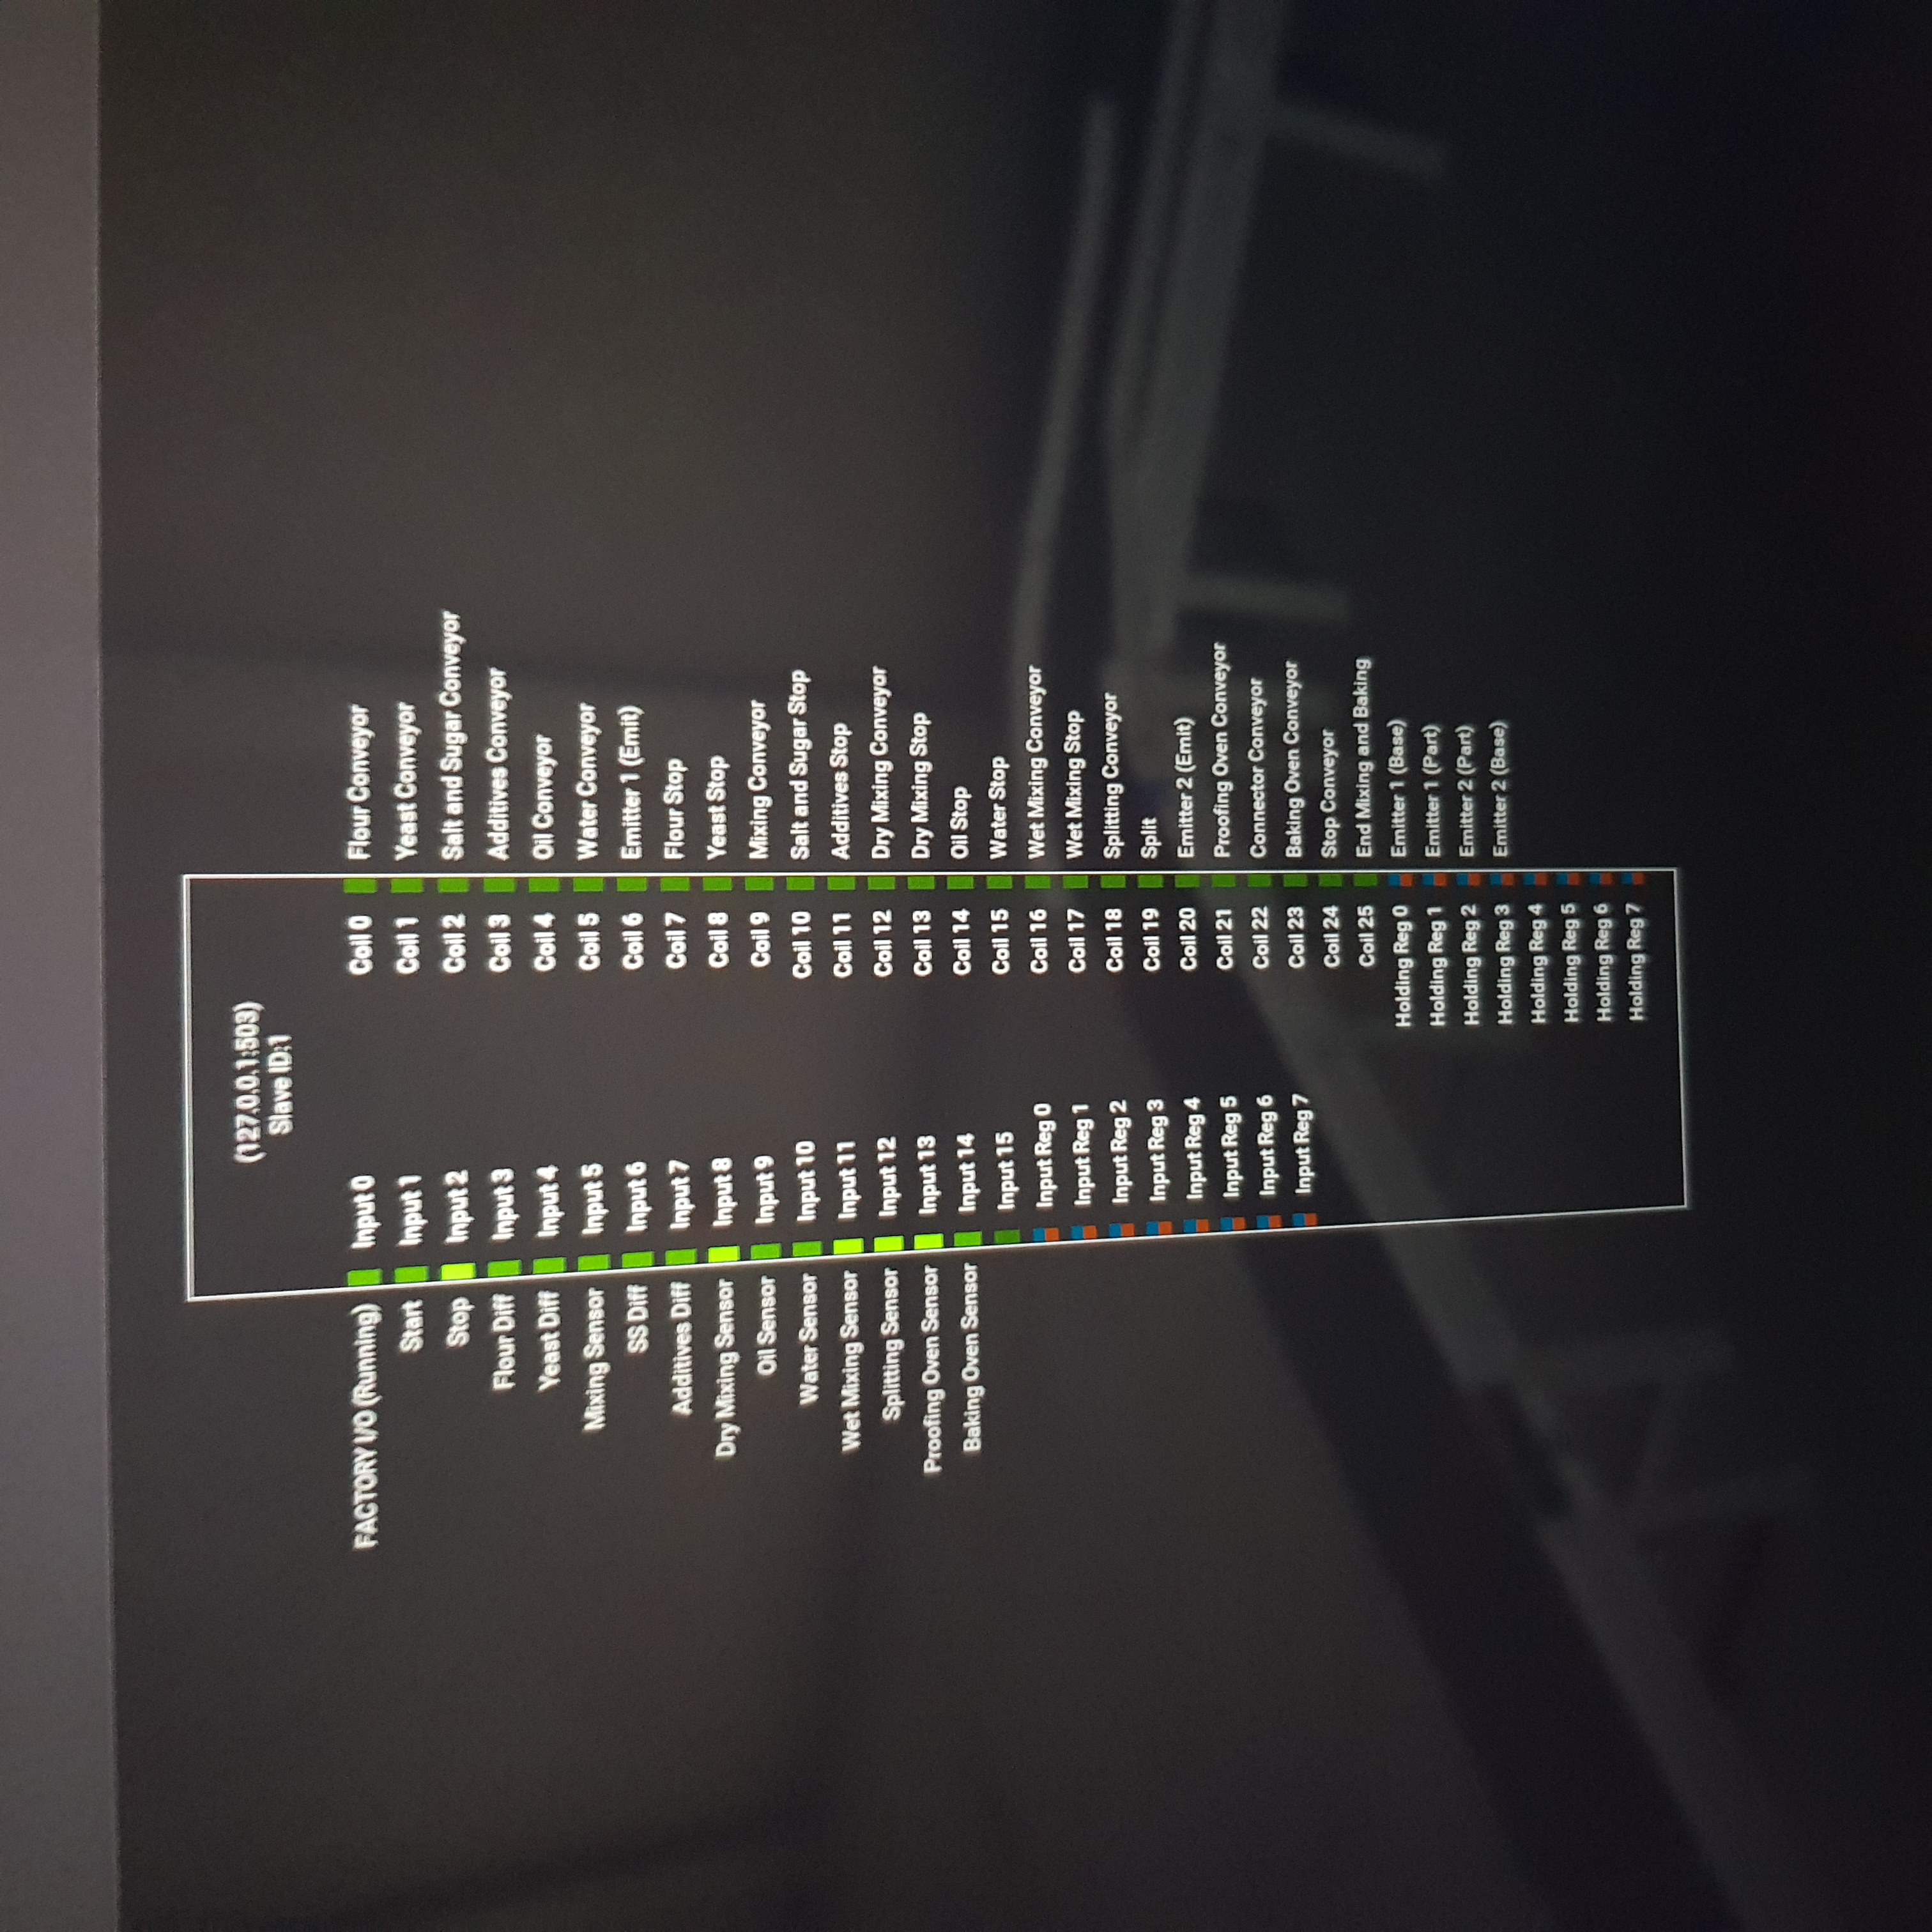 (127.0.0.1:503)
Slave ID:1
FACTORY I/O (Running) Input 0 Coil 0 Flour Conveyor
Start Input 1 Coil 1 Yeast Conveyor
Stop Input 2 Coil 2 Salt and Sugar Conveyor
Flour Diff Input 3 Coil 3 Additives Conveyor
Yeast Diff Input 4 Coil 4 Oil Conveyor
Mixing Sensor Input 5 Coil 5 Water Conveyor
SS Diff Input 6 Coil 6 Emitter 1 (Emit)
Additives Diff Input 7 Coil 7 Flour Stop
Dry Mixing Sensor Input 8 Coil 8 Yeast Stop
Oil Sensor Input 9 Coil 9 Mixing Conveyor
Water Sensor Input 10 Coil 10 Salt and Sugar Stop
Wet Mixing Sensor Input 11 Coil 11 Additives Stop
Splitting Sensor Input 12 Coil 12 Dry Mixing Conveyor
Proofing Oven Sensor Input 13 Coil 13 Dry Mixing Stop
Baking Oven Sensor Input 14 Coil 14 Oil Stop
Input 15 Coil 15 Water Stop
Input Reg 0 Coil 16 Wet Mixing Conveyor
Input Reg 1 Coil 17 Wet Mixing Stop
Input Reg 2 Coil 18 Splitting Conveyor
Input Reg 3 Coil 19 Split
Input Reg 4 Coil 20 Emitter 2 (Emit)
Input Reg 5 Coil 21 Proofing Oven Conveyor
Input Reg 6 Coil 22 Connector Conveyor
Input Reg 7 Coil 23 Baking Oven Conveyor
Coil 24 Stop Conveyor
Coil 25 End Mixing and Baking
Holding Reg 0 Emitter 1 (Base)
Holding Reg 1 Emitter 1 (Part)
Holding Reg 2 Emitter 2 (Part)
Holding Reg 3 Emitter 2 (Base)
Holding Reg 4
Holding Reg 5
Holding Reg 6
Holding Reg 7